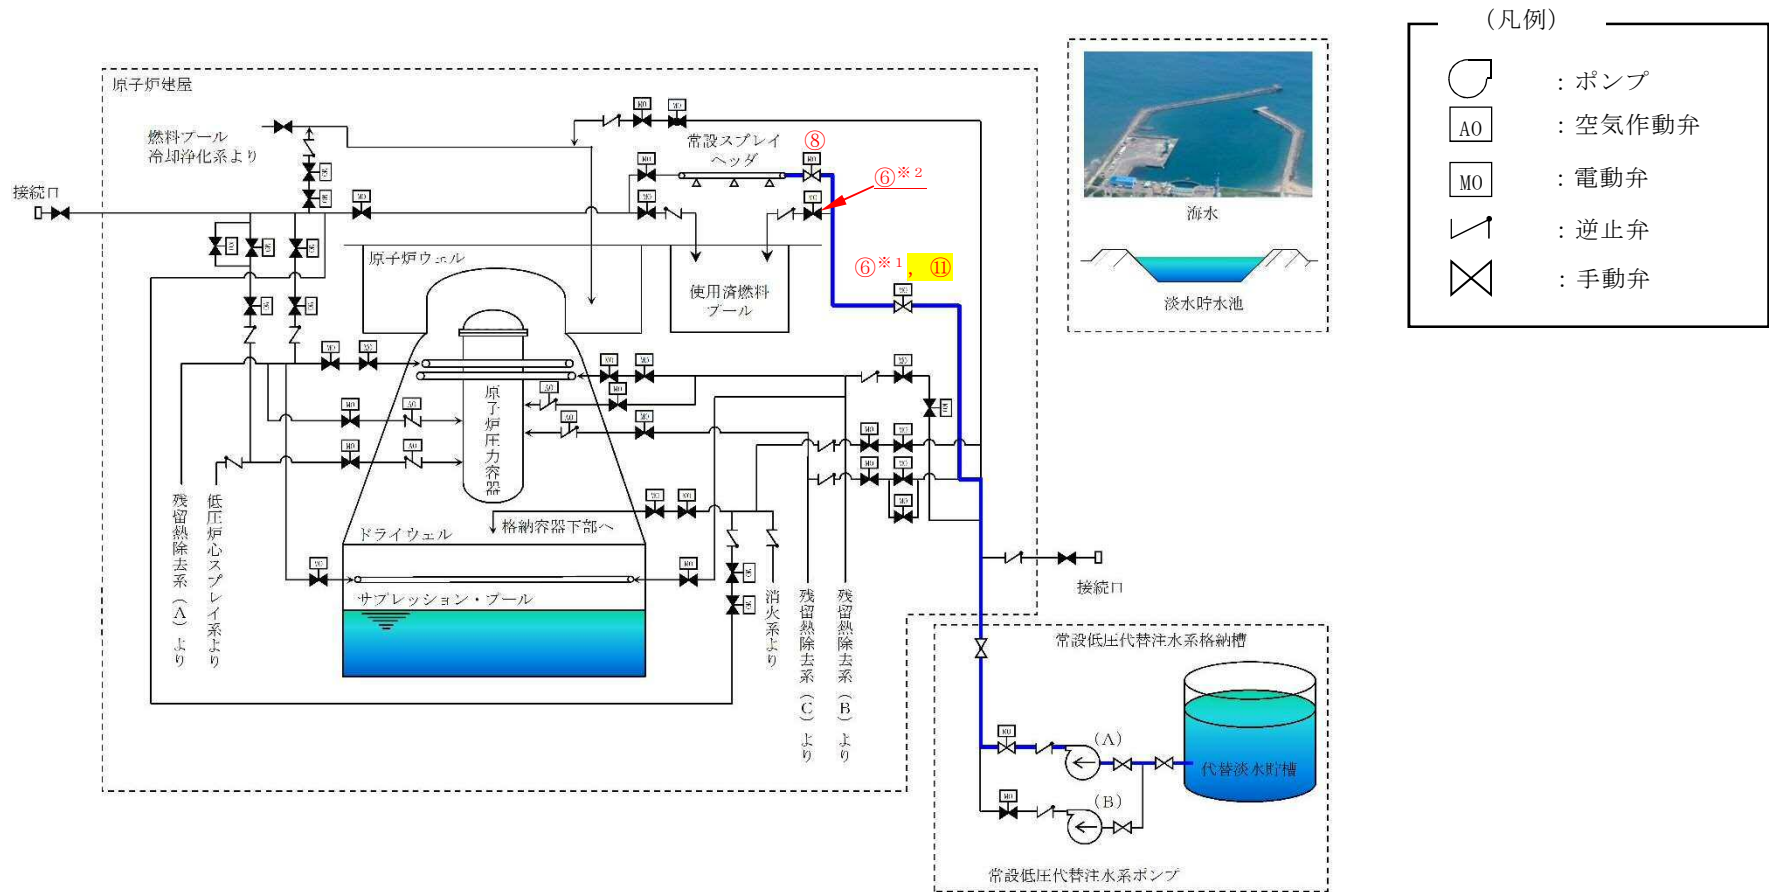 (凡例)
:ポンプ
AO
:空気作動弁
MO
:電動弁
:逆止弁
:手動弁
原子炉建屋
燃料プール
冷却浄化系より
接続口
常設スプレイ
ヘッダ
⑧
⑥※2
⑥※1, ⑪
海水
淡水貯水池
原子炉ウェル
使用済燃料
プール
原子炉圧力容器
格納容器下部へ
ドライウェル
サプレッション・プール
残留熱除去系(A)より
低圧炉心スプレイ系より
消火系より
残留熱除去系(C)より
残留熱除去系(B)より
接続口
常設低圧代替注水系格納槽
(A)
代替淡水貯槽
(B)
常設低圧代替注水系ポンプ